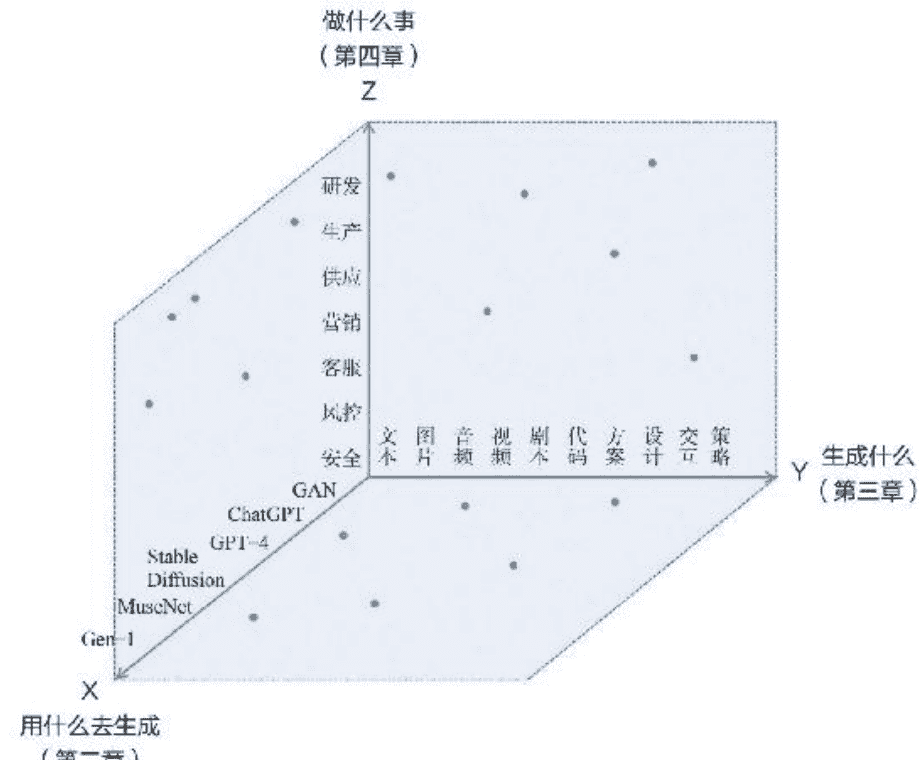 做什么事
（第四章）
Z
研发
生产
供应
营销
客服
风控
安全
文本
图片
音频
视频
剧本
代码
方案
设计
交互
策略
Y
生成什么
（第三章）
GAN
ChatGPT
GPT-4
Stable
Diffusion
MuseNet
Gen-1
X
用什么去生成
（第二章）